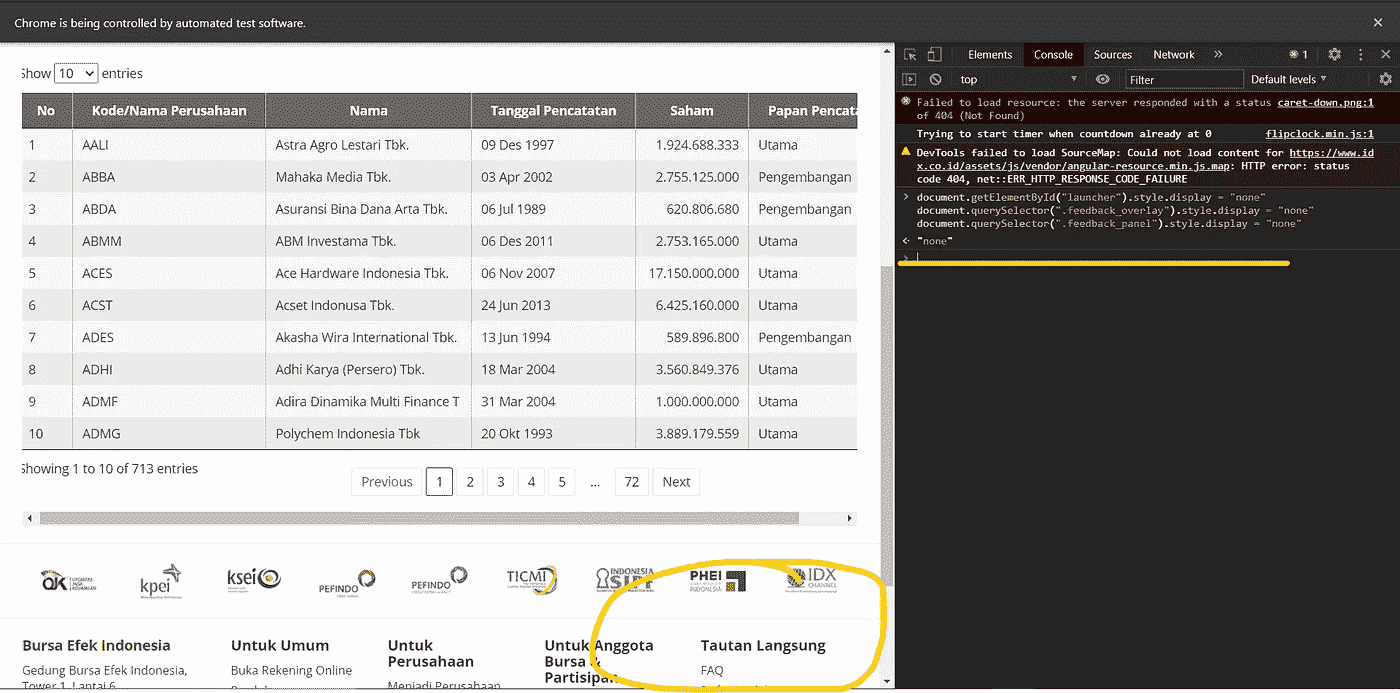 Chrome is being controlled by automated test software.
Show 10 entries
No Kode/Nama Perusahaan Nama Tanggal Pencatatan Saham Papan Pencata
1 AALI Astra Agro Lestari Tbk. 09 Des 1997 1.924.688.333 Utama
2 ABBA Mahaka Media Tbk. 03 Apr 2002 2.755.125.000 Pengembangan
3 ABDA Asuransi Bina Dana Arta Tbk. 06 Jul 1989 620.806.680 Pengembangan
4 ABMM ABM Investama Tbk. 06 Des 2011 2.753.165.000 Utama
5 ACES Ace Hardware Indonesia Tbk. 06 Nov 2007 17.150.000.000 Utama
6 ACST Acset Indonusa Tbk. 24 Jun 2013 6.425.160.000 Utama
7 ADES Akasha Wira International Tbk. 13 Jun 1994 589.896.800 Pengembangan
8 ADHI Adhi Karya (Persero) Tbk. 18 Mar 2004 3.560.849.376 Utama
9 ADMF Adira Dinamika Multi Finance T 31 Mar 2004 1.000.000.000 Utama
10 ADMG Polychem Indonesia Tbk 20 Okt 1993 3.889.179.559 Utama
Showing 1 to 10 of 713 entries
Previous 1 2 3 4 5 ... 72 Next
kpei ksei PEFINDO PEFINDO TICMI INDONESIA SIPF PHEI INDONESIA IDX CHANNEL
Bursa Efek Indonesia
Gedung Bursa Efek Indonesia,
Tower 1, Lantai 6
Untuk Umum
Buka Rekening Online
Untuk
Perusahaan
Menjadi Perusahaan
Untuk Anggota
Bursa &
Partisipan
Tautan Langsung
FAQ
Elements Console Sources Network » 1
top Filter Default levels
Failed to load resource: the server responded with a status caret-down.png:1
of 404 (Not Found)
Trying to start timer when countdown already at 0 flipclock.min.js:1
DevTools failed to load SourceMap: Could not load content for https://www.id
x.co.id/assets/js/vendor/angular-resource.min.js.map: HTTP error: status
code 404, net::ERR_HTTP_RESPONSE_CODE_FAILURE
document.getElementById("launcher").style.display = "none"
document.querySelector(".feedback_overlay").style.display = "none"
document.querySelector(".feedback_panel").style.display = "none"
"none"